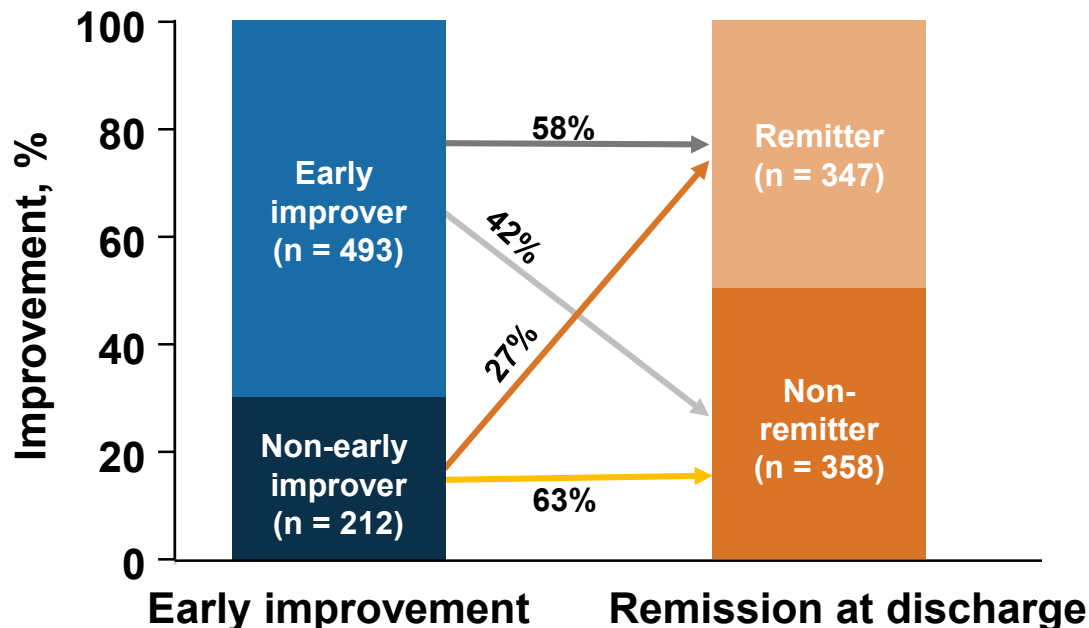 Improvement, %
100
80
60
40
20
0
Early
improver
(n = 493)
Non-early
improver
(n = 212)
58%
42%
27%
63%
Remitter
(n = 347)
Non-
remitter
(n = 358)
Early improvement
Remission at discharge